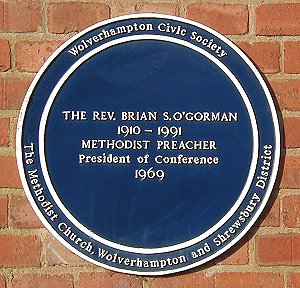 Wolverhampton Civic Society
THE REV. BRIAN S. O'GORMAN
1910 - 1991
METHODIST PREACHER
President of Conference
1969
The Methodist Church, Wolverhampton and Shrewsbury District